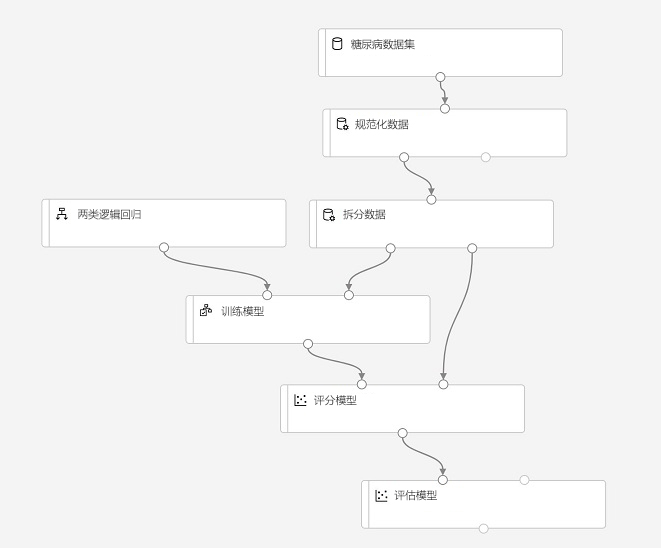 糖尿病数据集
规范化数据
两类逻辑回归
拆分数据
训练模型
评分模型
评估模型